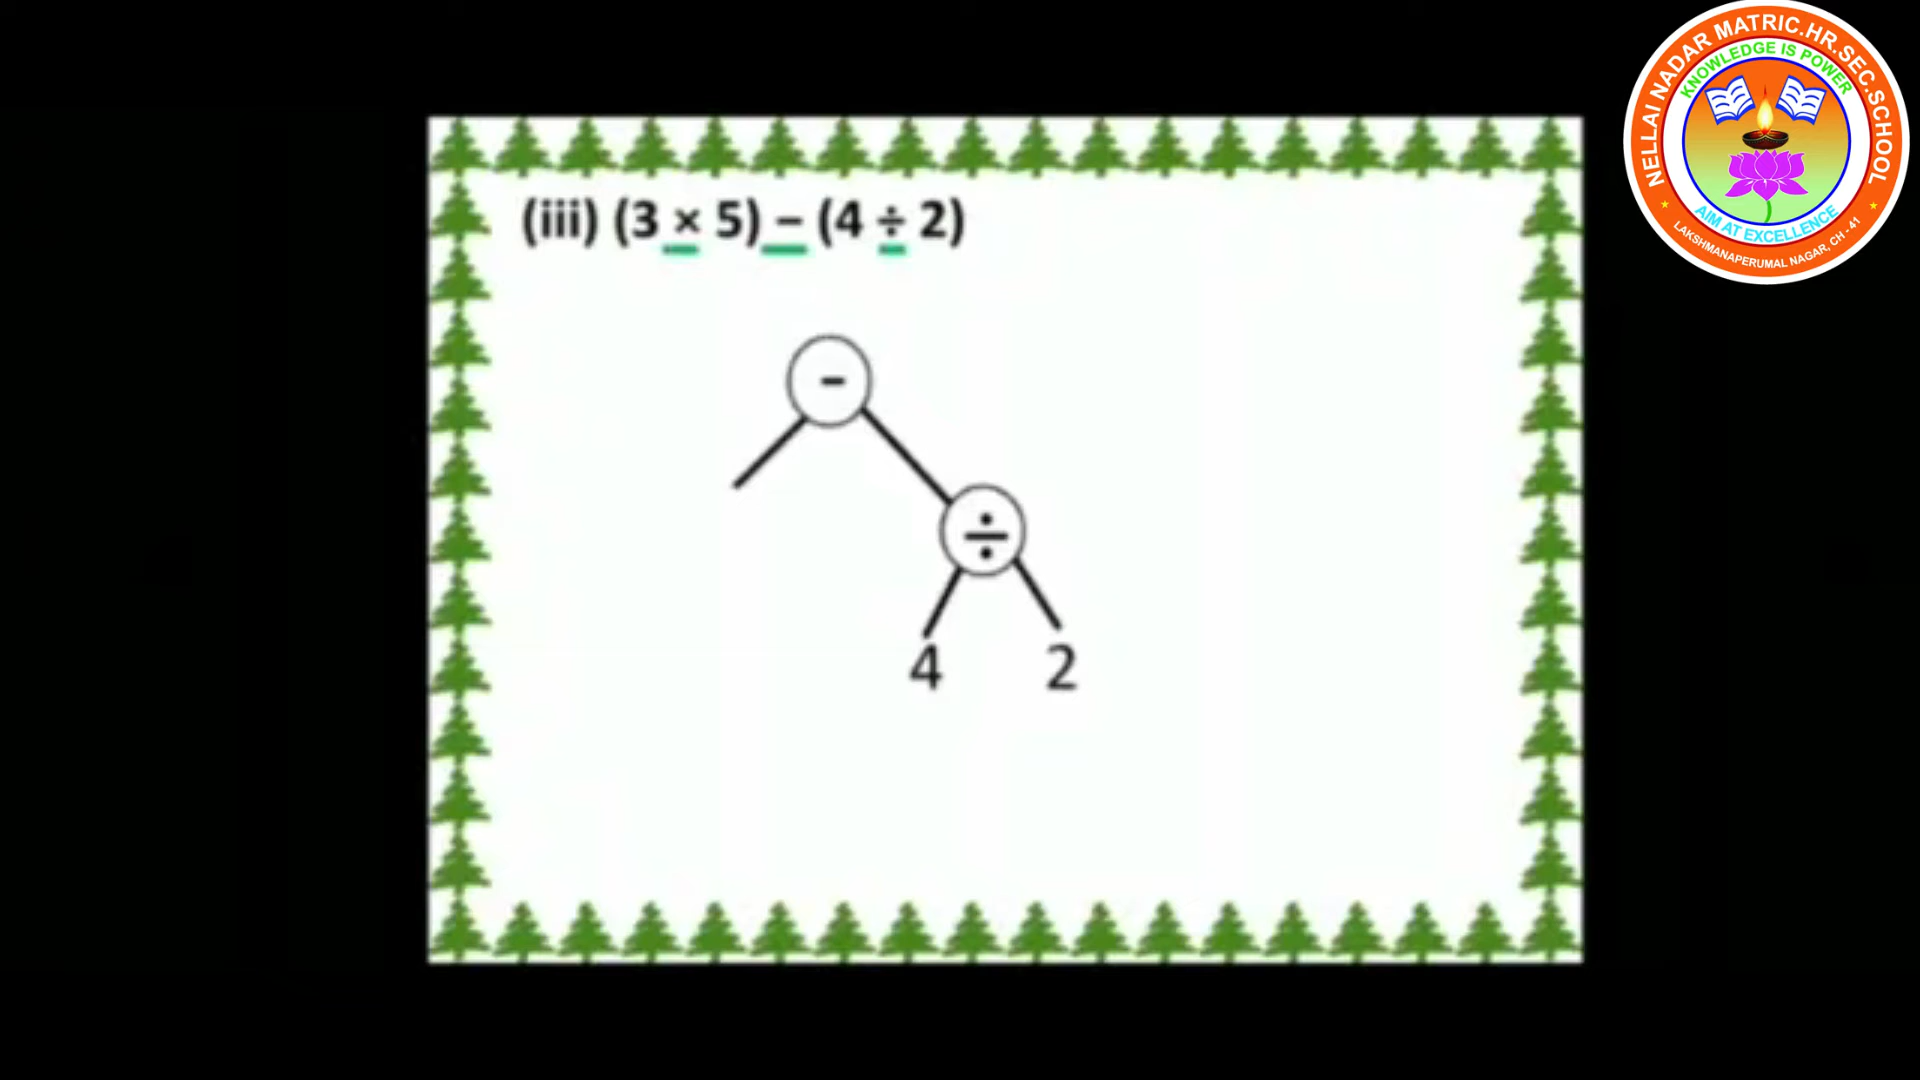 NELLAI NADAR MATRIC.HR.SEC.SCHOOL
KNOWLEDGE IS POWER
AIM AT EXCELLENCE
LAKSHMANAPERUMAL NAGAR, CH - 41
(iii) (3 × 5) – (4 ÷ 2)
-
÷
4 2